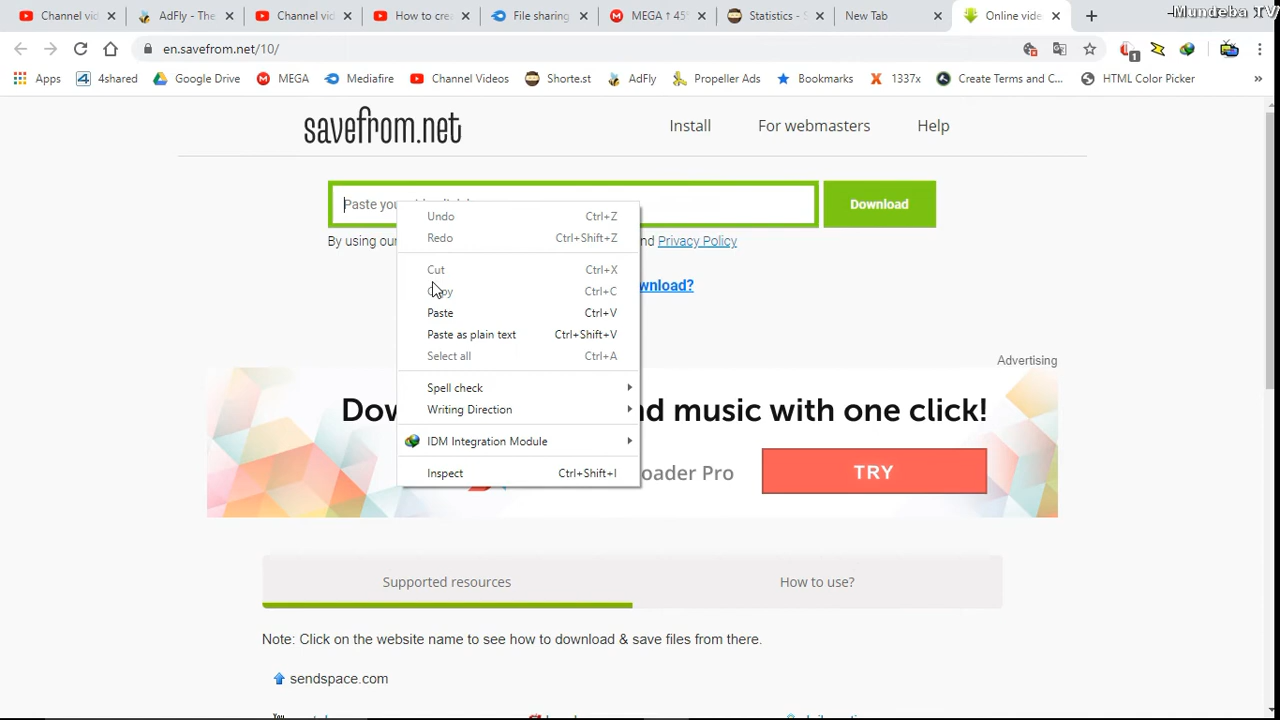 -Mundeba TV
Channel vid
AdFly - The
Channel vid
How to crea
File sharing
MEGA ↑ 45%
Statistics - S
New Tab
Online vide
en.savefrom.net/10/
1
Apps
4shared
Google Drive
MEGA
Mediafire
Channel Videos
Shorte.st
AdFly
Propeller Ads
Bookmarks
1337x
Create Terms and C...
HTML Color Picker
»
savefrom.net
Install
For webmasters
Help
Paste you
Download
By using our
nd Privacy Policy
wnload?
Undo Ctrl+Z
Redo Ctrl+Shift+Z
Cut Ctrl+X
Copy Ctrl+C
Paste Ctrl+V
Paste as plain text Ctrl+Shift+V
Select all Ctrl+A
Spell check
Writing Direction
IDM Integration Module
Inspect Ctrl+Shift+I
Advertising
Dow nd music with one click!
oader Pro
TRY
Supported resources
How to use?
Note: Click on the website name to see how to download & save files from there.
sendspace.com